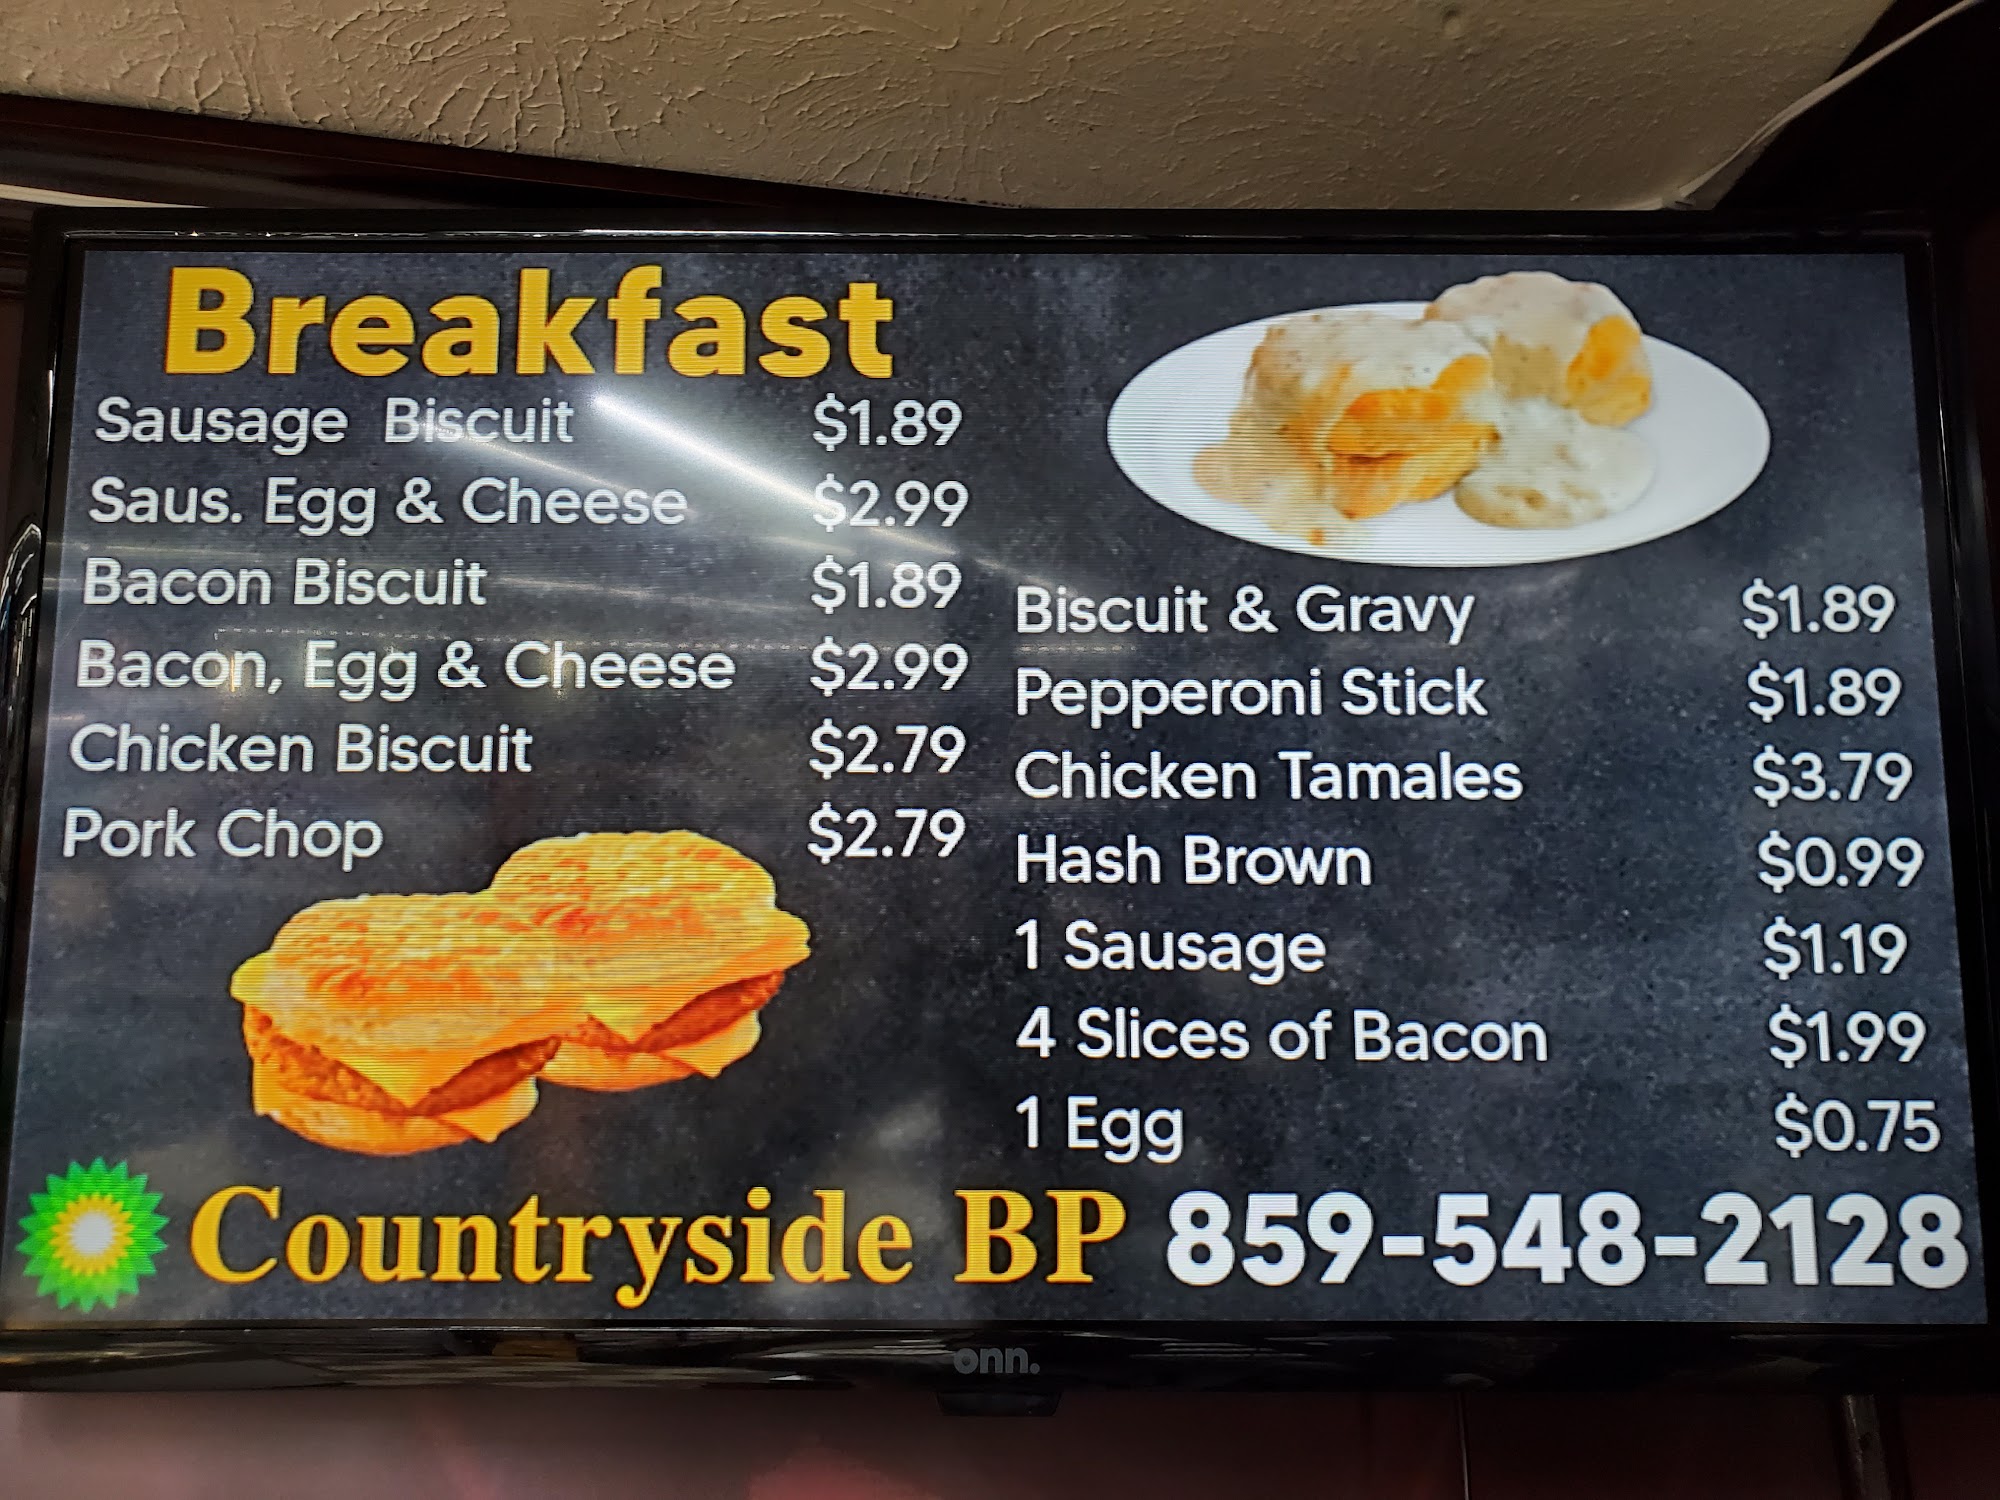 Breakfast
Sausage Biscuit $1.89
Saus. Egg & Cheese $2.99
Bacon Biscuit $1.89
Bacon, Egg & Cheese $2.99
Chicken Biscuit $2.79
Pork Chop $2.79
Biscuit & Gravy $1.89
Pepperoni Stick $1.89
Chicken Tamales $3.79
Hash Brown $0.99
1 Sausage $1.19
4 Slices of Bacon $1.99
1 Egg $0.75
Countryside BP 859-548-2128
onn.